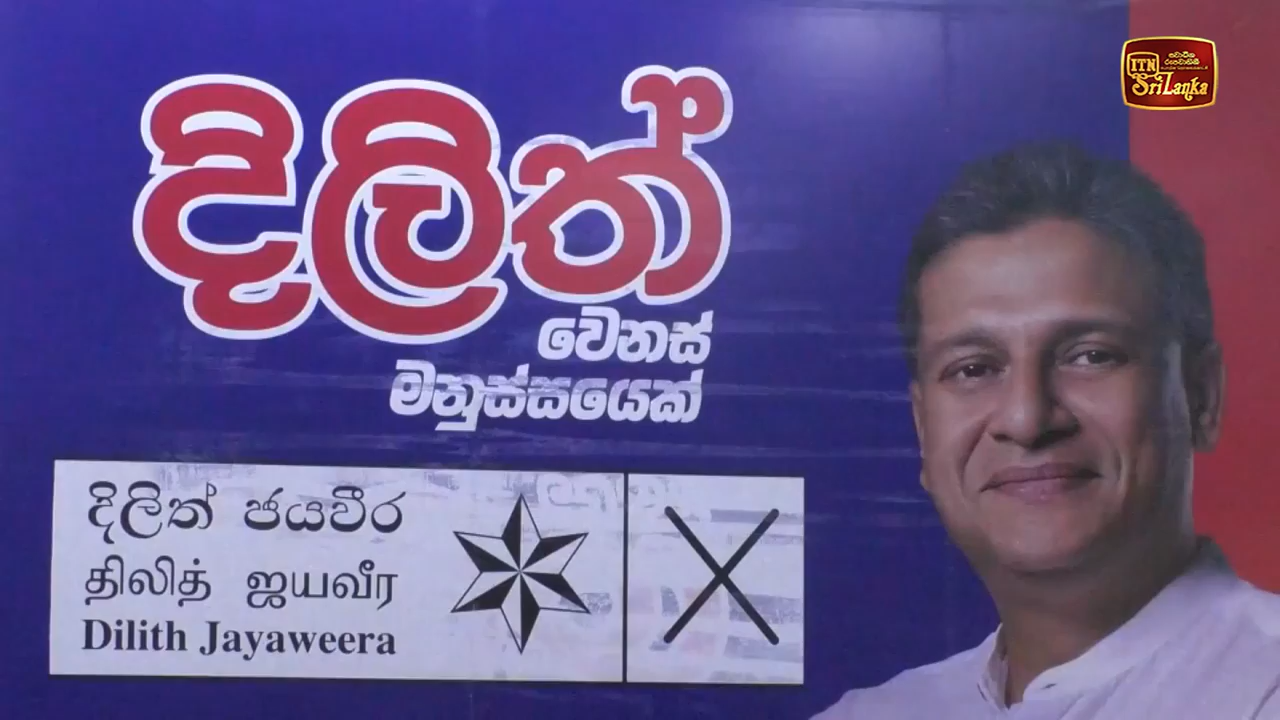 ITN
SriLanka
දිලිත්
වෙනස්
මනුස්සයෙක්
දිලිත් ජයවීර
திலித் ஜயவீர
Dilith Jayaweera